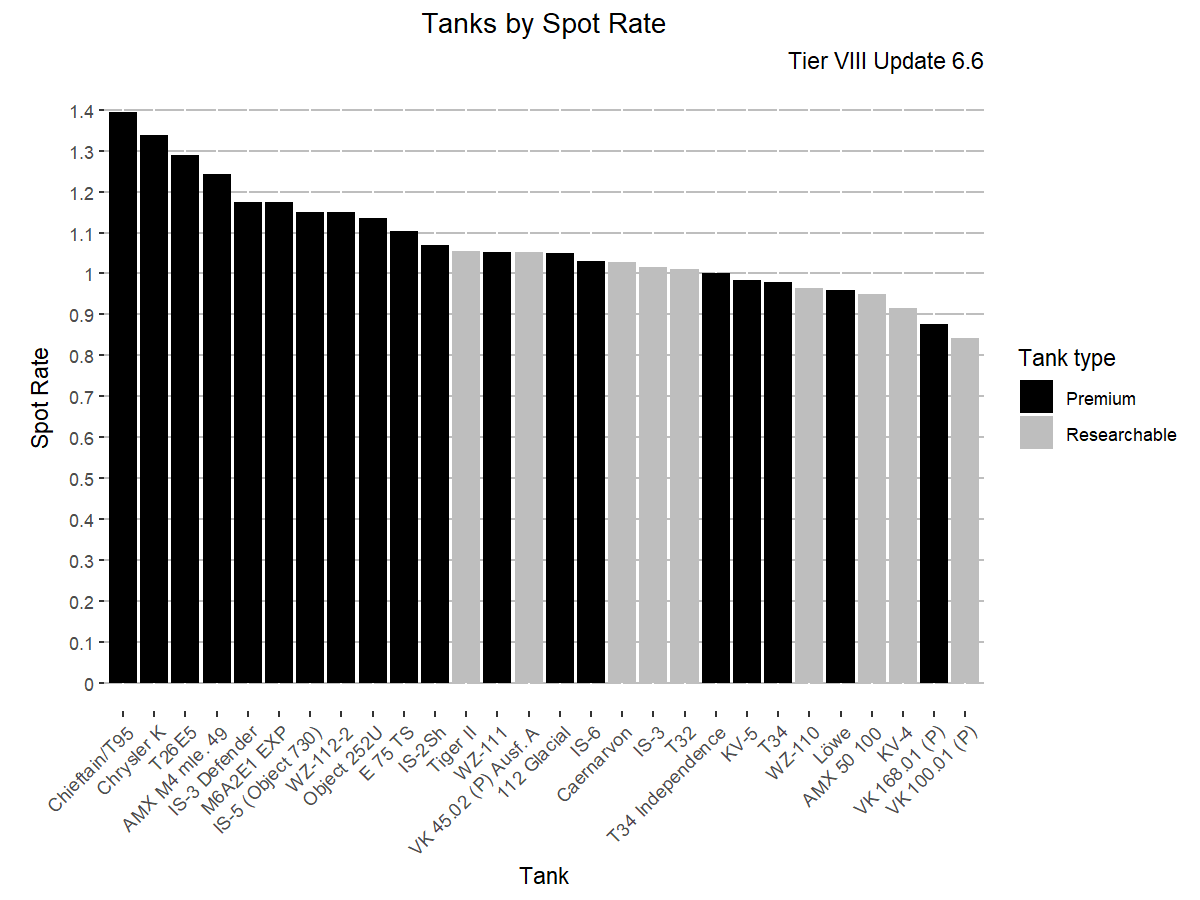 Tanks by Spot Rate
Tier VIII Update 6.6
1.4
1.3
1.2
1.1
1
0.9
0.8
0.7
0.6
0.5
0.4
0.3
0.2
0.1
0
Spot Rate
Chieftain/T95
Chrysler K
T26E5
AMX M4 mle. 49
IS-3 Defender
M6A2E1 EXP
IS-5 (Object 730)
WZ-112-2
Object 252U
E 75 TS
IS-2Sh
Tiger II
WZ-111
VK 45.02 (P) Ausf. A
112 Glacial
IS-6
Caernarvon
IS-3
T32
T34 Independence
KV-5
T34
WZ-110
Löwe
AMX 50 100
KV-4
VK 168.01 (P)
VK 100.01 (P)
Tank
Tank type
Premium
Researchable